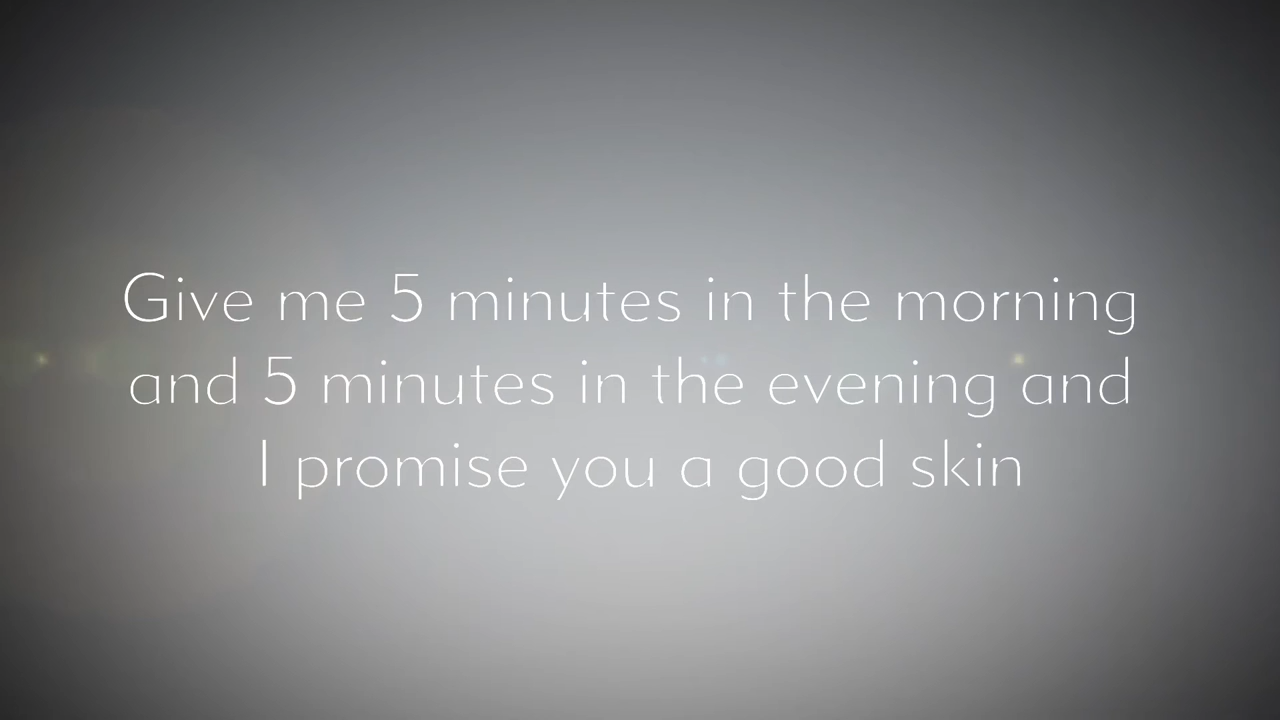 Give me 5 minutes in the morning
and 5 minutes in the evening and
I promise you a good skin